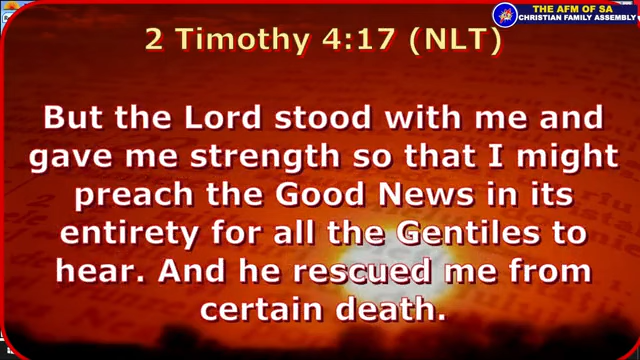 THE AFM OF SA
CHRISTIAN FAMILY ASSEMBLY
2 Timothy 4:17 (NLT)
But the Lord stood with me and
gave me strength so that I might
preach the Good News in its
entirety for all the Gentiles to
hear. And he rescued me from
certain death.